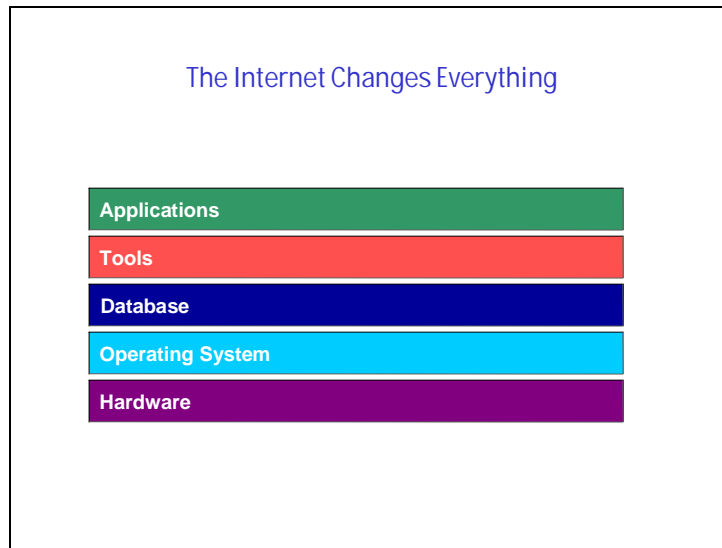 The Internet Changes Everything
Applications
Tools
Database
Operating System
Hardware